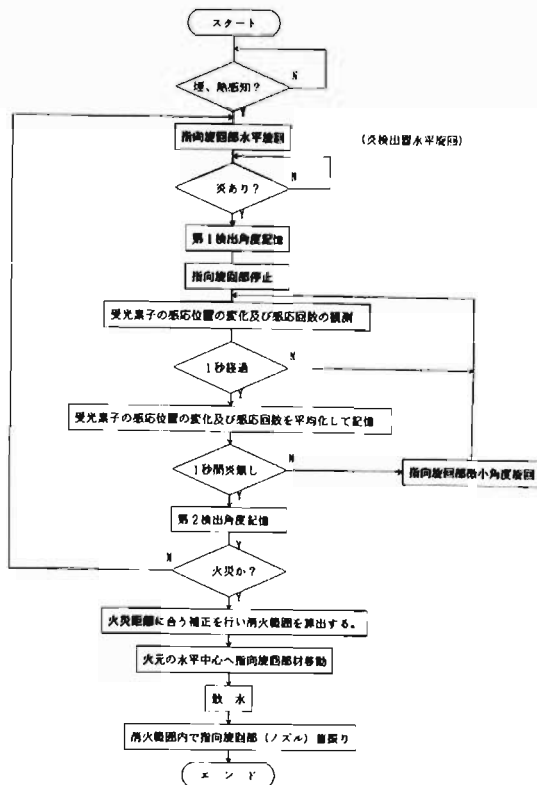 スタート
煙、熱感知?
N
Y
指向旋回部水平旋回
(炎検出器水平旋回)
炎あり?
N
Y
第1検出角度記憶
指向旋回部停止
受光素子の感応位置の変化及び感応回数の観測
1秒経過
N
Y
受光素子の感応位置の変化及び感応回数を平均化して記憶
1秒間炎無し
N
指向旋回部微小角度旋回
Y
第2検出角度記憶
Y
火災か?
N
Y
火災距離に合う補正を行い消火範囲を算出する。
火元の水平中心へ指向旋回部材移動
散 水
消火範囲内で指向旋回部(ノズル)首振り
エ ン ド